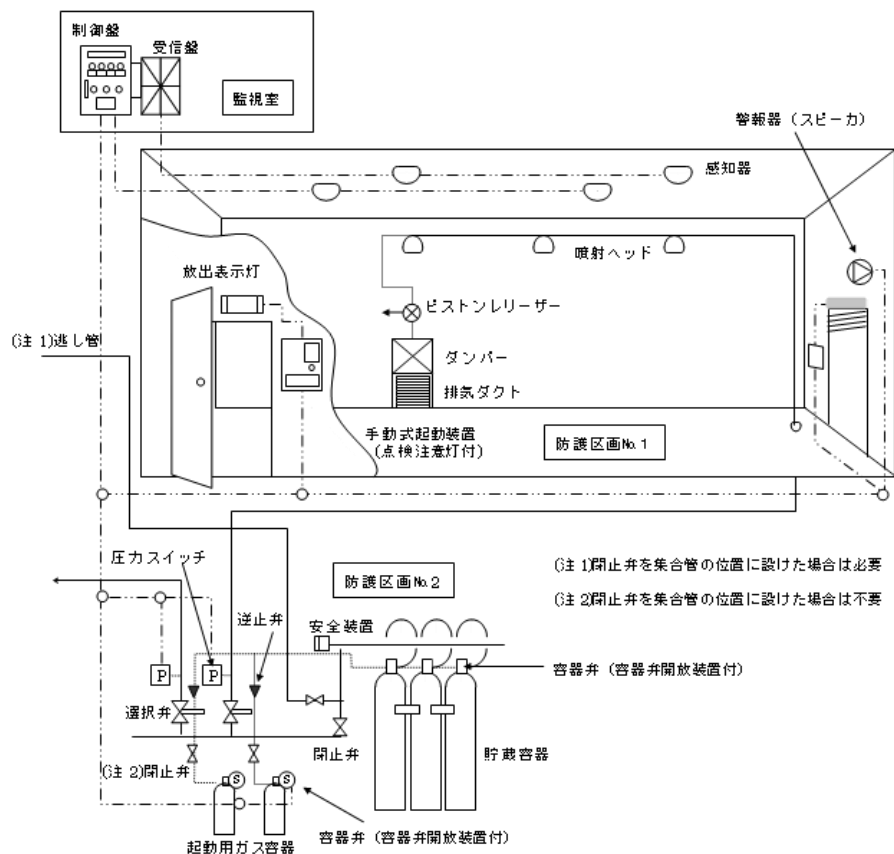 制御盤
受信盤
監視室
警報器（スピーカ）
感知器
噴射ヘッド
放出表示灯
ピストンレリーザー
(注 1)逃し管
ダンパー
排気ダクト
手動式起動装置
(点検注意灯付)
防護区画№1
圧力スイッチ
(注 1)閉止弁を集合管の位置に設けた場合は必要
防護区画№2
(注 2)閉止弁を集合管の位置に設けた場合は不要
逆止弁
安全装置
容器弁（容器弁開放装置付）
P
P
選択弁
閉止弁
貯蔵容器
(注 2)閉止弁
S
S
容器弁（容器弁開放装置付）
起動用ガス容器